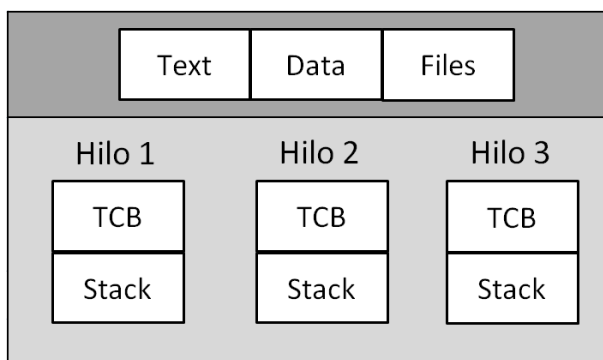 Text Data Files
Hilo 1 Hilo 2 Hilo 3
TCB TCB TCB
Stack Stack Stack